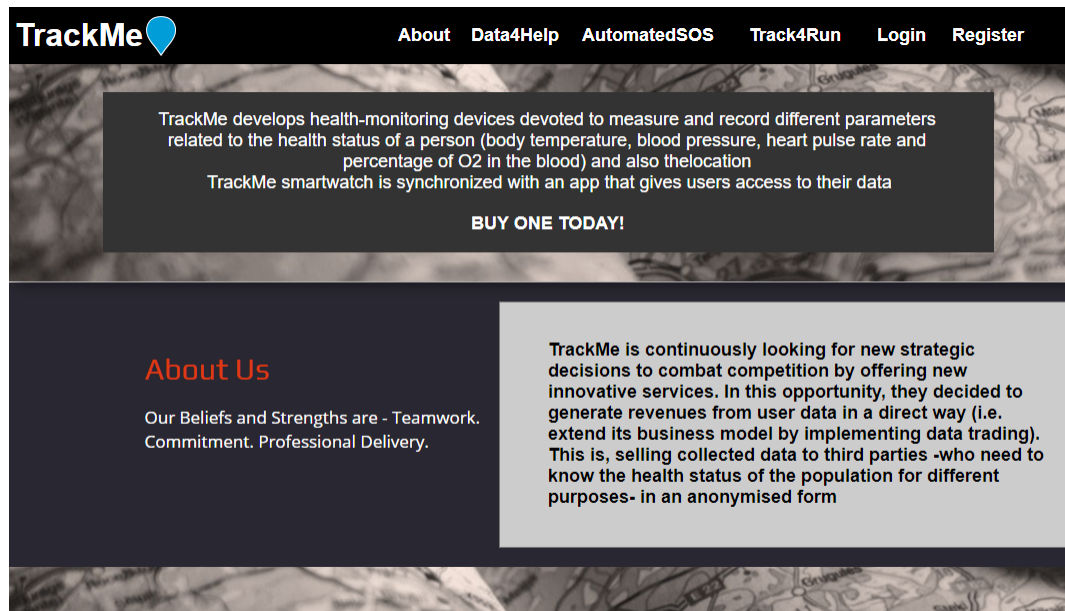 TrackMe
About Data4Help AutomatedSOS Track4Run Login Register
TrackMe develops health-monitoring devices devoted to measure and record different parameters
related to the health status of a person (body temperature, blood pressure, heart pulse rate and
percentage of O2 in the blood) and also thelocation
TrackMe smartwatch is synchronized with an app that gives users access to their data
BUY ONE TODAY!
About Us
Our Beliefs and Strengths are - Teamwork.
Commitment. Professional Delivery.
TrackMe is continuously looking for new strategic
decisions to combat competition by offering new
innovative services. In this opportunity, they decided to
generate revenues from user data in a direct way (i.e.
extend its business model by implementing data trading).
This is, selling collected data to third parties -who need to
know the health status of the population for different
purposes- in an anonymised form